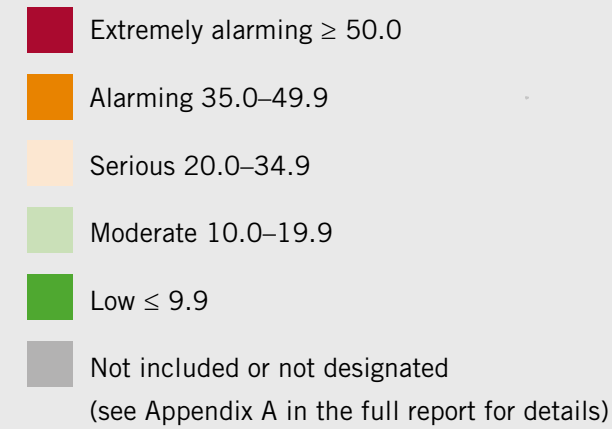 Extremely alarming ≥ 50.0
Alarming 35.0–49.9
Serious 20.0–34.9
Moderate 10.0–19.9
Low ≤ 9.9
Not included or not designated
(see Appendix A in the full report for details)